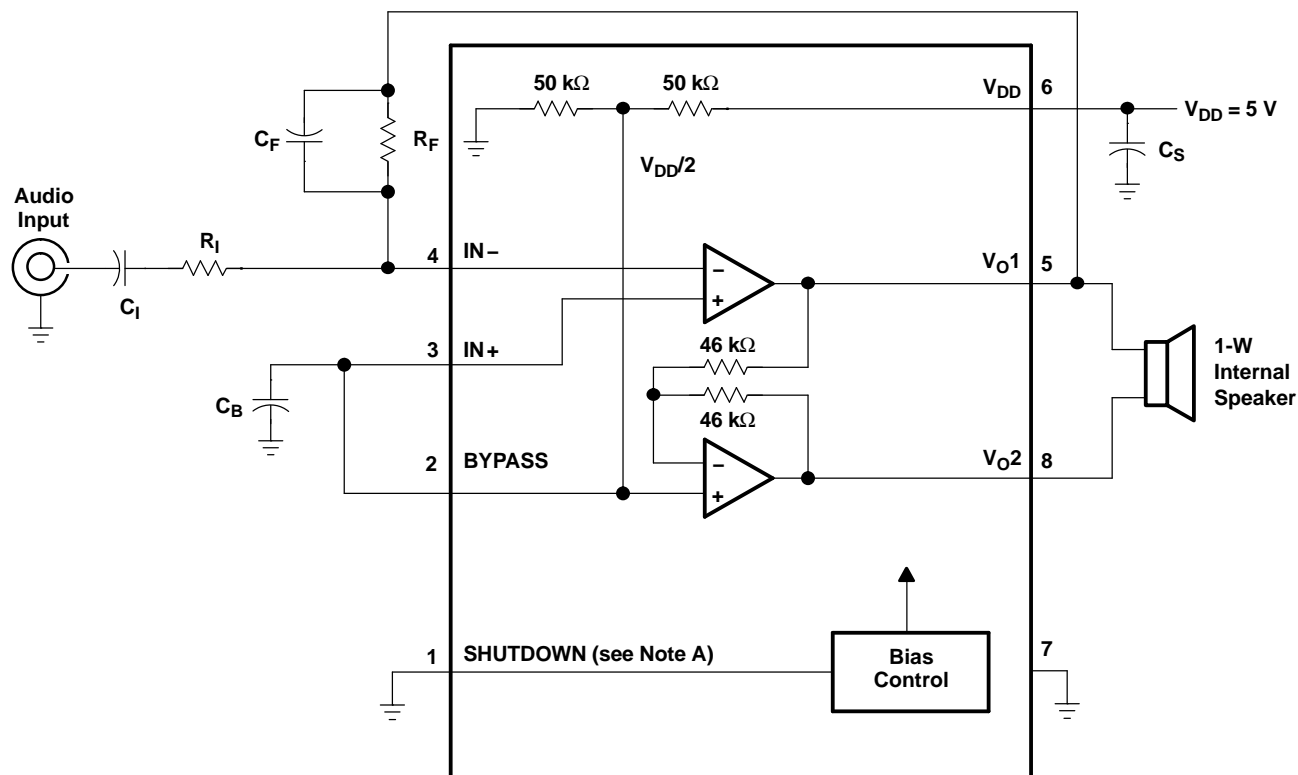 50 kΩ
50 kΩ
VDD
6
VDD = 5 V
CF
RF
CS
VDD/2
Audio
Input
RI
4
IN−
−
+
VO1
5
CI
3
IN+
46 kΩ
46 kΩ
1-W
Internal
Speaker
CB
2
BYPASS
−
+
VO2
8
1
SHUTDOWN (see Note A)
Bias
Control
7